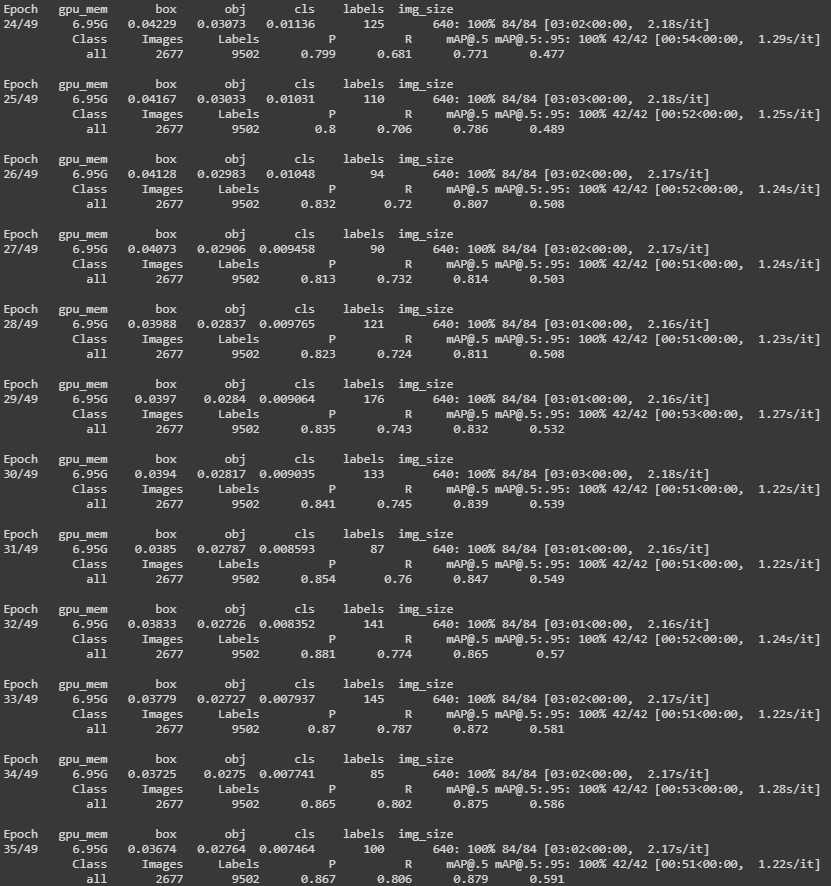 Epoch gpu_mem box obj cls labels img_size
24/49 6.95G 0.04229 0.03073 0.01136 125 640: 100% 84/84 [03:02<00:00, 2.18s/it]
Class Images Labels P R mAP@.5 mAP@.5:.95: 100% 42/42 [00:54<00:00, 1.29s/it]
all 2677 9502 0.799 0.681 0.771 0.477
Epoch gpu_mem box obj cls labels img_size
25/49 6.95G 0.04167 0.03033 0.01031 110 640: 100% 84/84 [03:03<00:00, 2.18s/it]
Class Images Labels P R mAP@.5 mAP@.5:.95: 100% 42/42 [00:52<00:00, 1.25s/it]
all 2677 9502 0.8 0.706 0.786 0.489
Epoch gpu_mem box obj cls labels img_size
26/49 6.95G 0.04128 0.02983 0.01048 94 640: 100% 84/84 [03:02<00:00, 2.17s/it]
Class Images Labels P R mAP@.5 mAP@.5:.95: 100% 42/42 [00:52<00:00, 1.24s/it]
all 2677 9502 0.832 0.72 0.807 0.508
Epoch gpu_mem box obj cls labels img_size
27/49 6.95G 0.04073 0.02906 0.009458 90 640: 100% 84/84 [03:02<00:00, 2.17s/it]
Class Images Labels P R mAP@.5 mAP@.5:.95: 100% 42/42 [00:51<00:00, 1.24s/it]
all 2677 9502 0.813 0.732 0.814 0.503
Epoch gpu_mem box obj cls labels img_size
28/49 6.95G 0.03988 0.02837 0.009765 121 640: 100% 84/84 [03:01<00:00, 2.16s/it]
Class Images Labels P R mAP@.5 mAP@.5:.95: 100% 42/42 [00:51<00:00, 1.23s/it]
all 2677 9502 0.823 0.724 0.811 0.508
Epoch gpu_mem box obj cls labels img_size
29/49 6.95G 0.0397 0.0284 0.009064 176 640: 100% 84/84 [03:01<00:00, 2.16s/it]
Class Images Labels P R mAP@.5 mAP@.5:.95: 100% 42/42 [00:53<00:00, 1.27s/it]
all 2677 9502 0.835 0.743 0.832 0.532
Epoch gpu_mem box obj cls labels img_size
30/49 6.95G 0.0394 0.02817 0.009035 133 640: 100% 84/84 [03:03<00:00, 2.18s/it]
Class Images Labels P R mAP@.5 mAP@.5:.95: 100% 42/42 [00:51<00:00, 1.22s/it]
all 2677 9502 0.841 0.745 0.839 0.539
Epoch gpu_mem box obj cls labels img_size
31/49 6.95G 0.0385 0.02787 0.008593 87 640: 100% 84/84 [03:01<00:00, 2.16s/it]
Class Images Labels P R mAP@.5 mAP@.5:.95: 100% 42/42 [00:51<00:00, 1.22s/it]
all 2677 9502 0.854 0.76 0.847 0.549
Epoch gpu_mem box obj cls labels img_size
32/49 6.95G 0.03833 0.02726 0.008352 141 640: 100% 84/84 [03:01<00:00, 2.16s/it]
Class Images Labels P R mAP@.5 mAP@.5:.95: 100% 42/42 [00:52<00:00, 1.24s/it]
all 2677 9502 0.881 0.774 0.865 0.57
Epoch gpu_mem box obj cls labels img_size
33/49 6.95G 0.03779 0.02727 0.007937 145 640: 100% 84/84 [03:02<00:00, 2.17s/it]
Class Images Labels P R mAP@.5 mAP@.5:.95: 100% 42/42 [00:51<00:00, 1.22s/it]
all 2677 9502 0.87 0.787 0.872 0.581
Epoch gpu_mem box obj cls labels img_size
34/49 6.95G 0.03725 0.0275 0.007741 85 640: 100% 84/84 [03:02<00:00, 2.17s/it]
Class Images Labels P R mAP@.5 mAP@.5:.95: 100% 42/42 [00:53<00:00, 1.28s/it]
all 2677 9502 0.865 0.802 0.875 0.586
Epoch gpu_mem box obj cls labels img_size
35/49 6.95G 0.03674 0.02764 0.007464 100 640: 100% 84/84 [03:02<00:00, 2.17s/it]
Class Images Labels P R mAP@.5 mAP@.5:.95: 100% 42/42 [00:51<00:00, 1.22s/it]
all 2677 9502 0.867 0.806 0.879 0.591